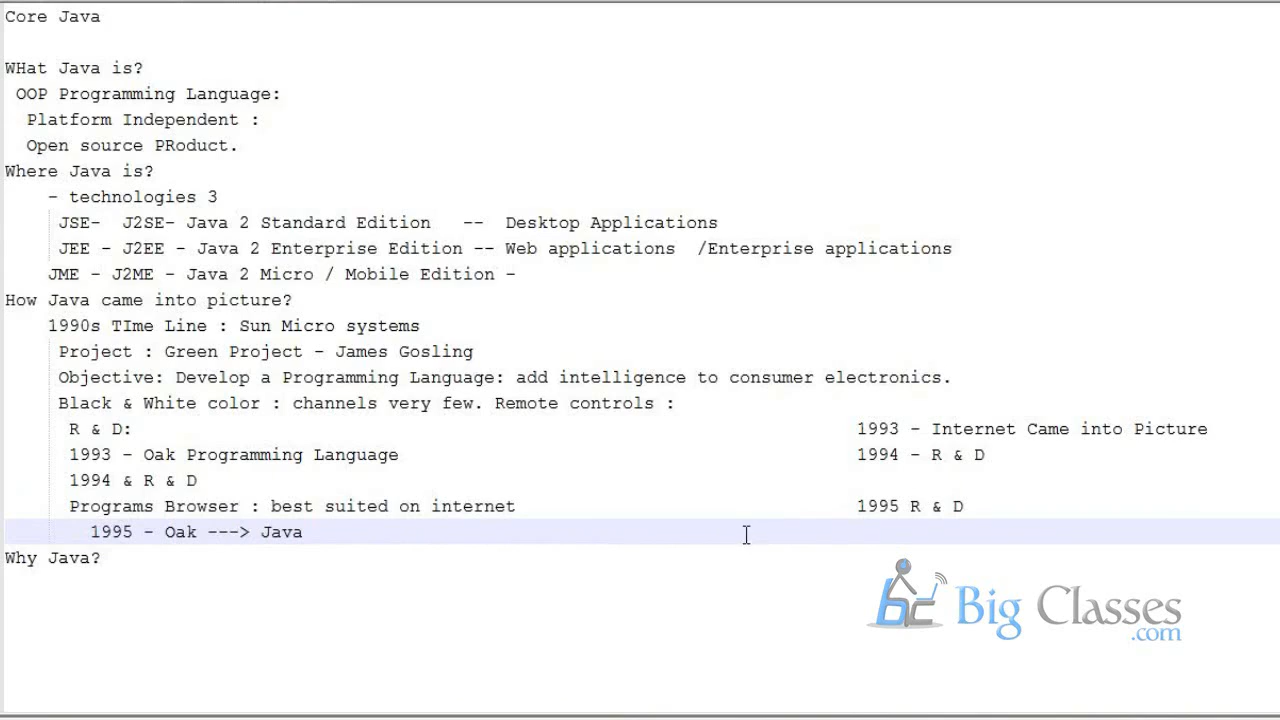 Core Java
WHat Java is?
OOP Programming Language:
Platform Independent :
Open source PRoduct.
Where Java is?
- technologies 3
JSE-  J2SE- Java 2 Standard Edition   --  Desktop Applications
JEE - J2EE - Java 2 Enterprise Edition -- Web applications  /Enterprise applications
JME - J2ME - Java 2 Micro / Mobile Edition -
How Java came into picture?
1990s TIme Line : Sun Micro systems
Project : Green Project - James Gosling
Objective: Develop a Programming Language: add intelligence to consumer electronics.
Black & White color : channels very few. Remote controls :
R & D:   1993 - Internet Came into Picture
1993 - Oak Programming Language   1994 - R & D
1994 & R & D
Programs Browser : best suited on internet   1995 R & D
1995 - Oak ---> Java
Why Java?
bc Big Classes
.com